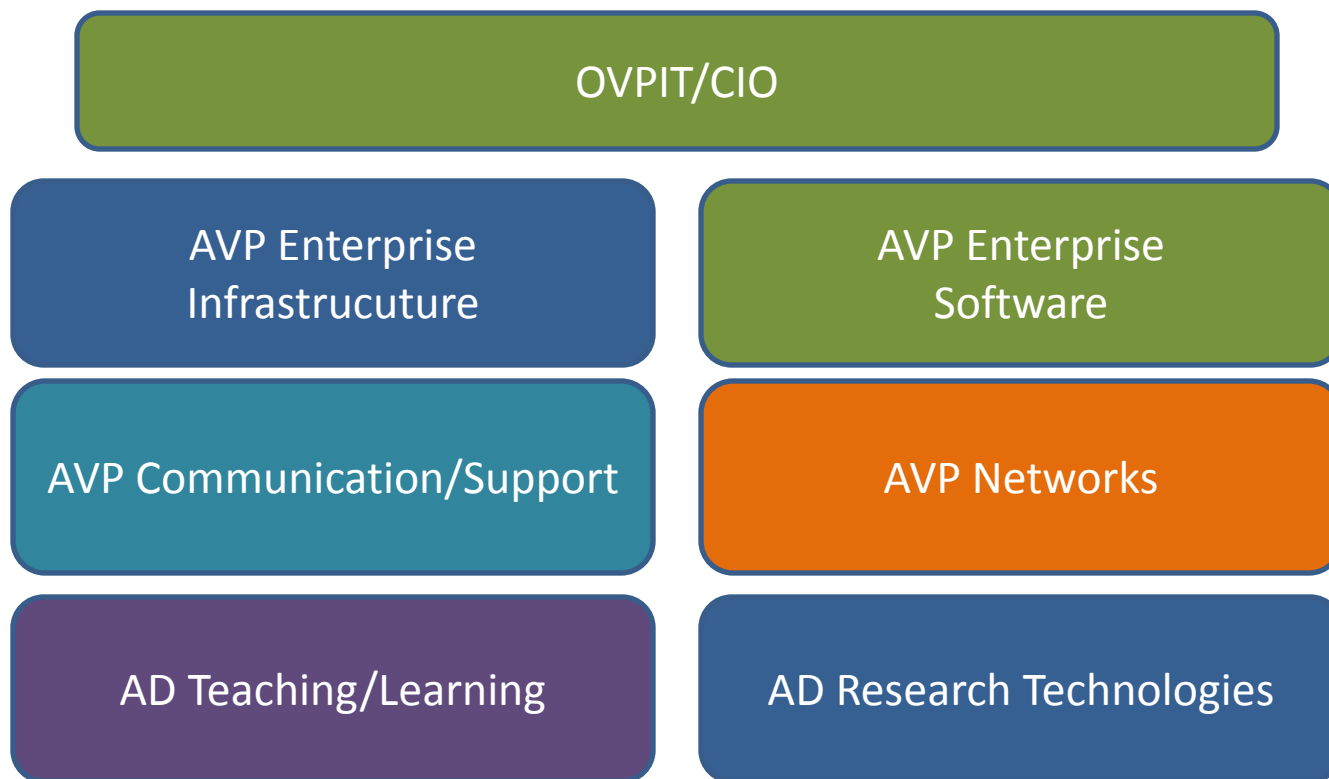 OVPIT/CIO
AVP Enterprise
Infrastrucuture
AVP Enterprise
Software
AVP Communication/Support
AVP Networks
AD Teaching/Learning
AD Research Technologies